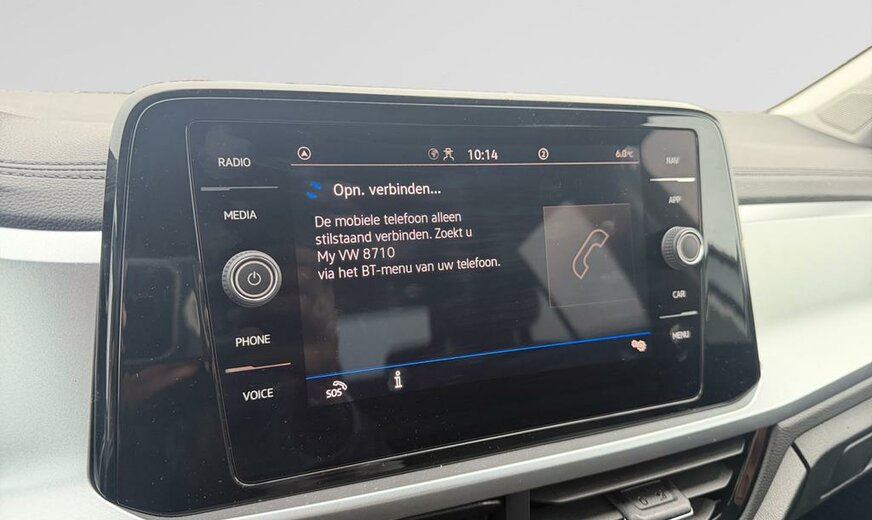 RADIO
MEDIA
PHONE
VOICE
10:14
2
6.0°C
Opn. verbinden...
De mobiele telefoon alleen
stilstaand verbinden. Zoekt u
My VW 8710
via het BT-menu van uw telefoon.
SOS
i
NAV
APP
CAR
MENU